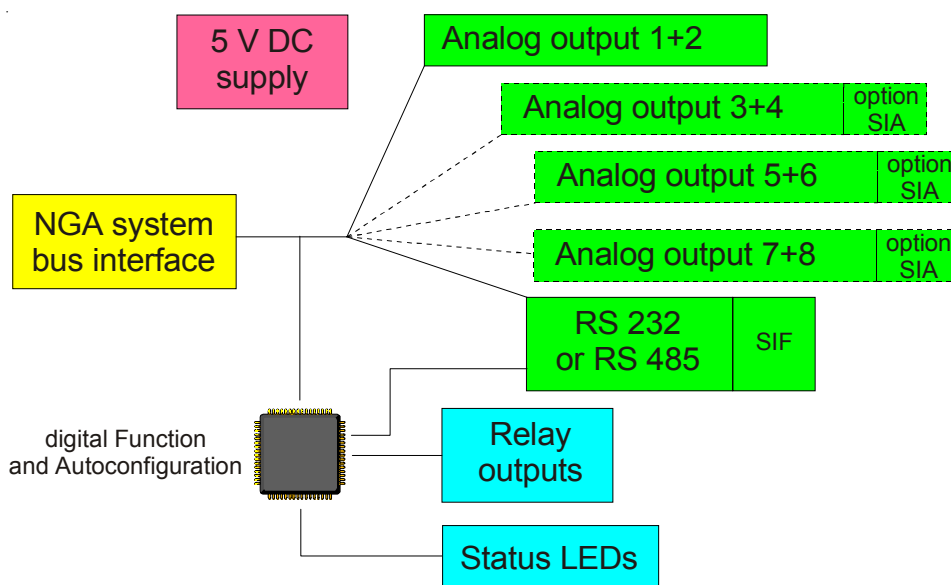 5 V DC
supply
Analog output 1+2
Analog output 3+4
option
SIA
Analog output 5+6
option
SIA
NGA system
bus interface
Analog output 7+8
option
SIA
RS 232
or RS 485
SIF
digital Function
and Autoconfiguration
Relay
outputs
Status LEDs